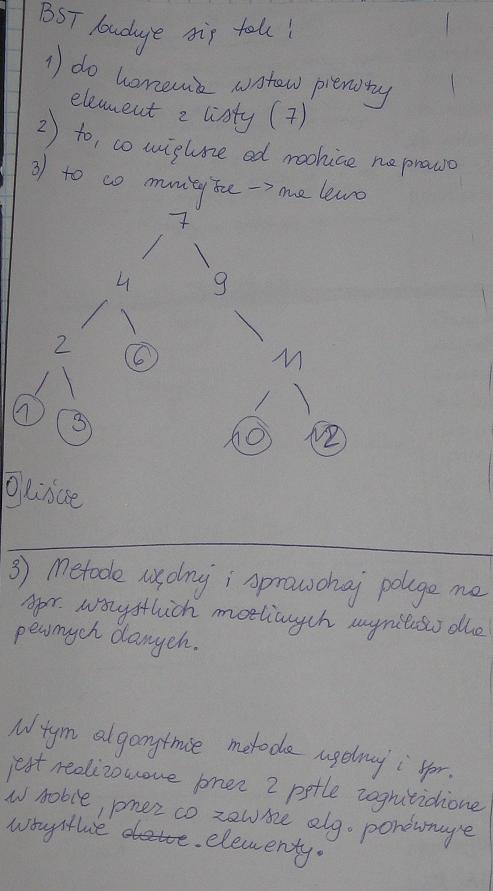 BST buduje się tak!
1) do korzenia wstaw pierwszy
element z listy (7)
2) to, co większe od rodzica na prawo
3) to co mniejsze → na lewo
7
4 9
2 6 11
1 3 10 12
O liście
3) Metoda wędruj i sprawdzaj polega na
spr. wszystkich możliwych wyników dla
pewnych danych.
W tym algorytmie metoda wędruj i spr.
jest realizowana przez 2 pętle zagnieżdżone
w sobie, przez co zawsze alg. porównuje
wszystkie dane. elementy.